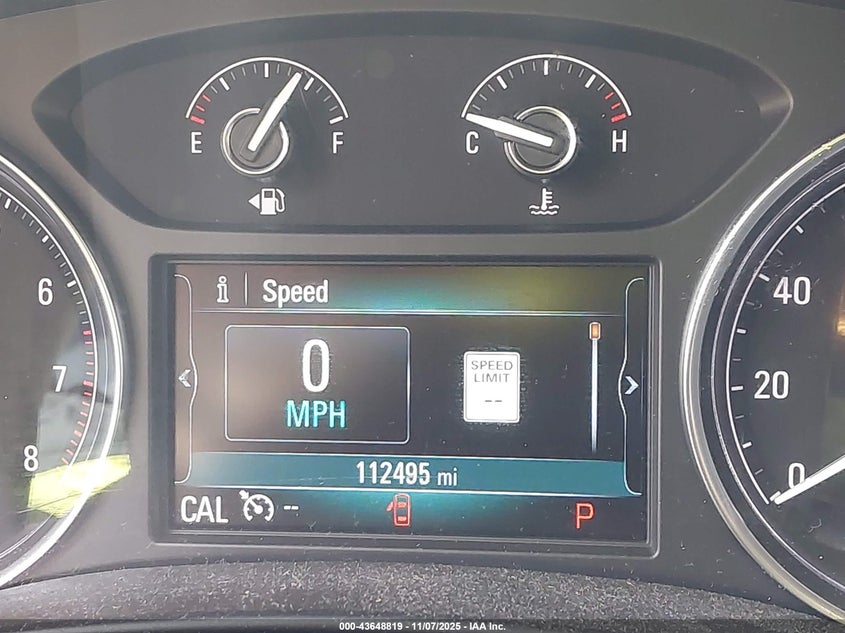 E F
C H
6
7
8
i Speed
0
MPH
SPEED
LIMIT
--
112495 mi
CAL -- P
40
20
0
000-43648819 - 11/07/2025 - IAA Inc.